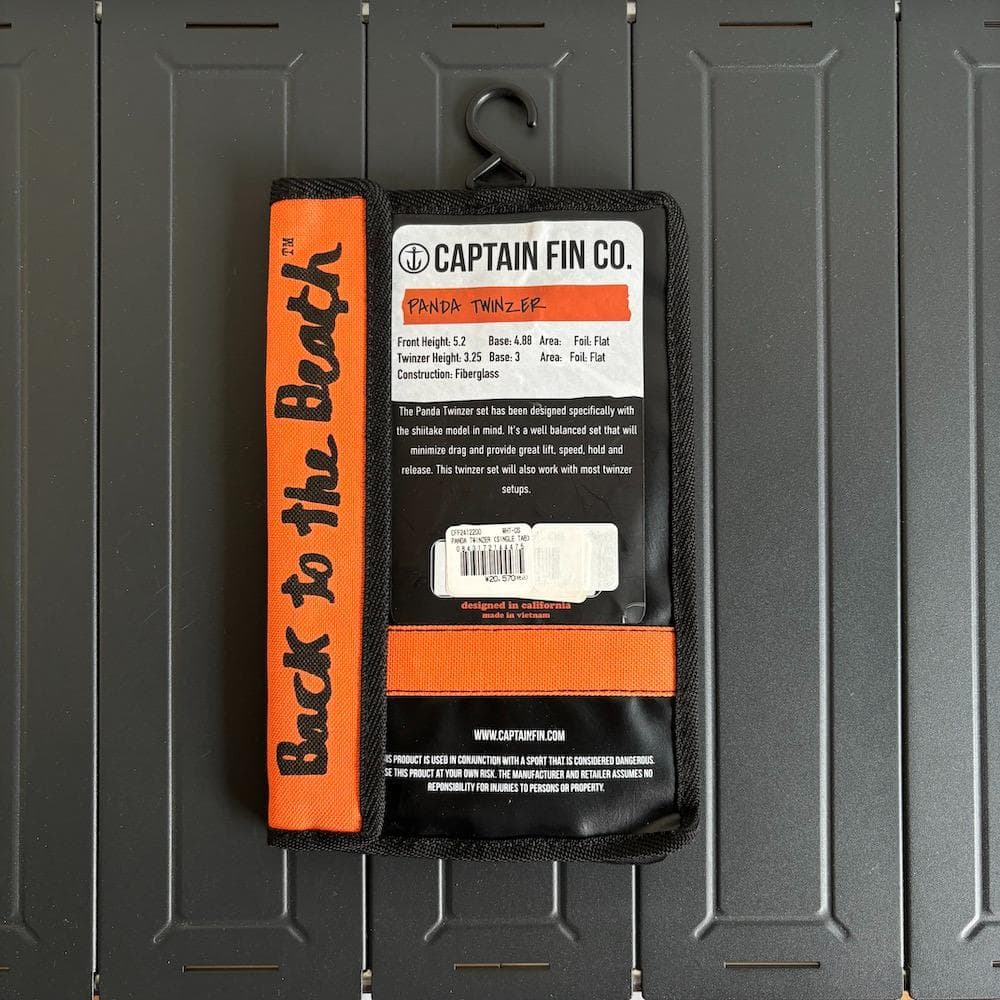 Back to the Beach™
CAPTAIN FIN CO.
PANDA TWINZER
Front Height: 5.2 Base: 4.88 Area: Foil: Flat
Twinzer Height: 3.25 Base: 3 Area: Foil: Flat
Construction: Fiberglass
The Panda Twinzer set has been designed specifically with
the shiitake model in mind. It's a well balanced set that will
minimize drag and provide great lift, speed, hold and
release. This twinzer set will also work with most twinzer
setups.
CFF2412200 WHT-OS
PANDA TWINZER (SINGLE TAB)
¥20,570
designed in california
made in vietnam
WWW.CAPTAINFIN.COM
IS PRODUCT IS USED IN CONJUNCTION WITH A SPORT THAT IS CONSIDERED DANGEROUS.
SE THIS PRODUCT AT YOUR OWN RISK. THE MANUFACTURER AND RETAILER ASSUMES NO
REPONSIBILITY FOR INJURIES TO PERSONS OR PROPERTY.